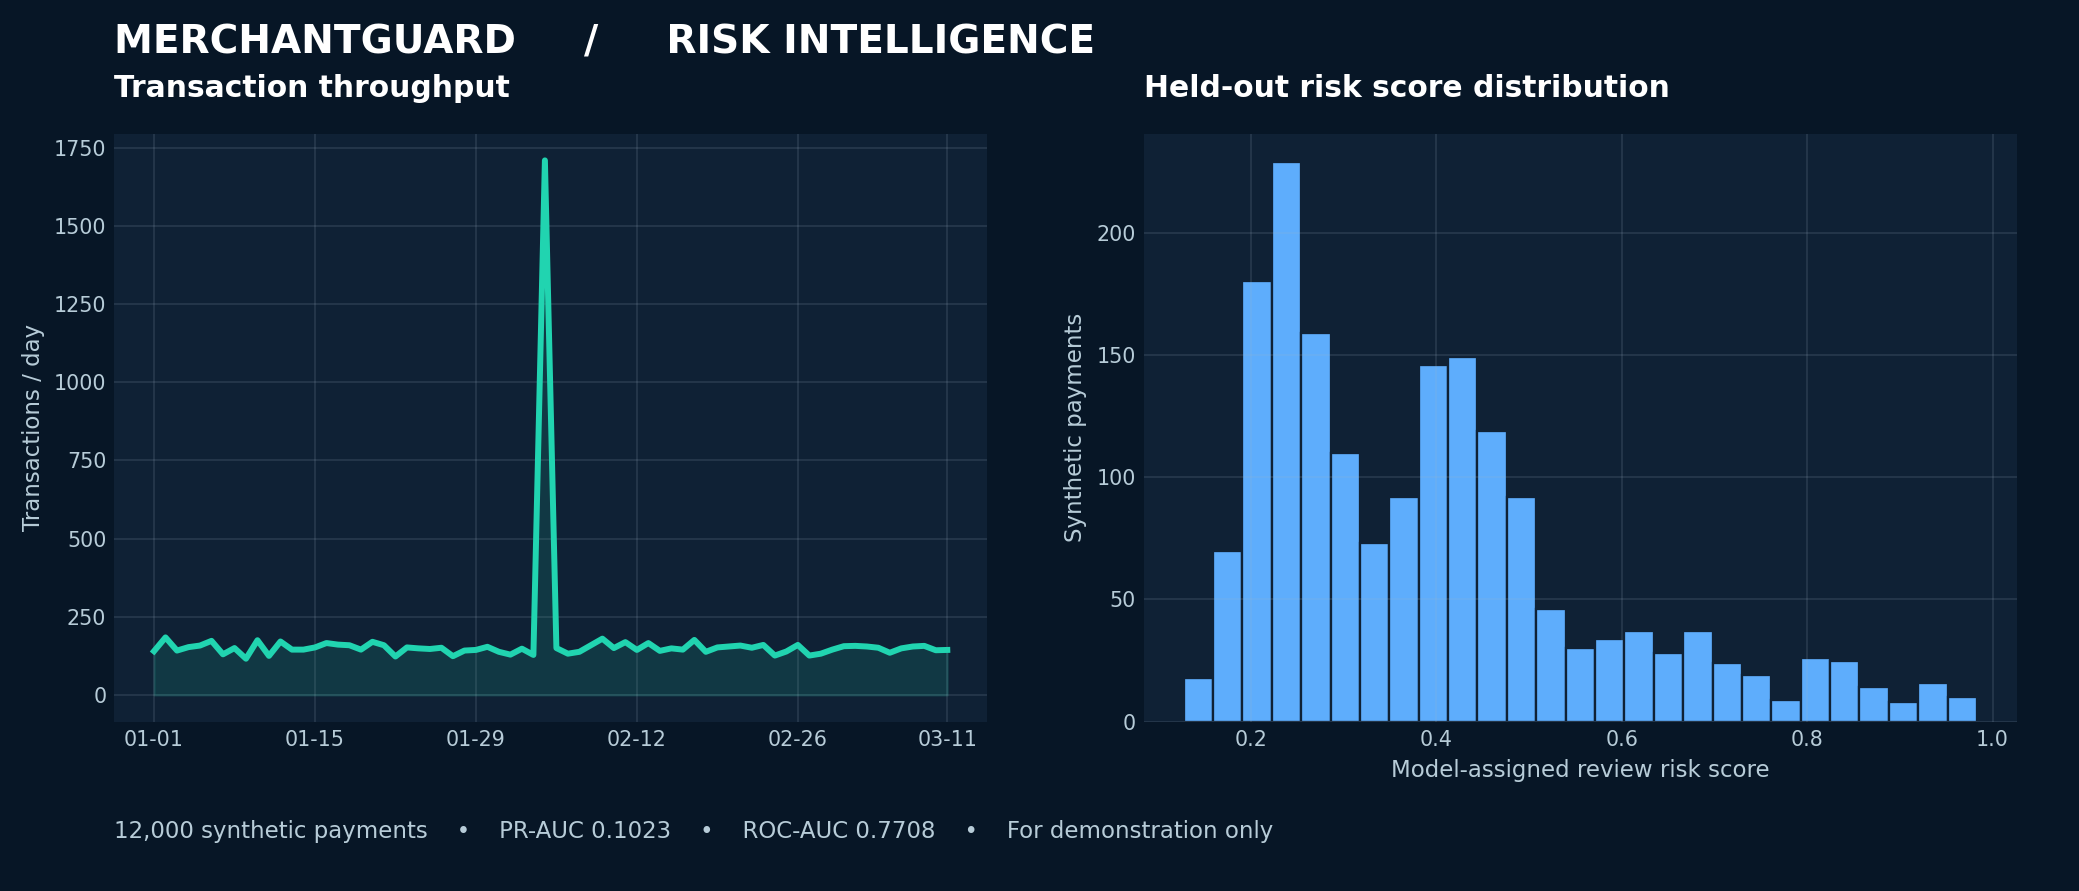 MERCHANTGUARD / RISK INTELLIGENCE
Transaction throughput
Transactions / day
1750
1500
1250
1000
750
500
250
0
01-01 01-15 01-29 02-12 02-26 03-11
Held-out risk score distribution
Synthetic payments
200
150
100
50
0
0.2 0.4 0.6 0.8 1.0
Model-assigned review risk score
12,000 synthetic payments • PR-AUC 0.1023 • ROC-AUC 0.7708 • For demonstration only